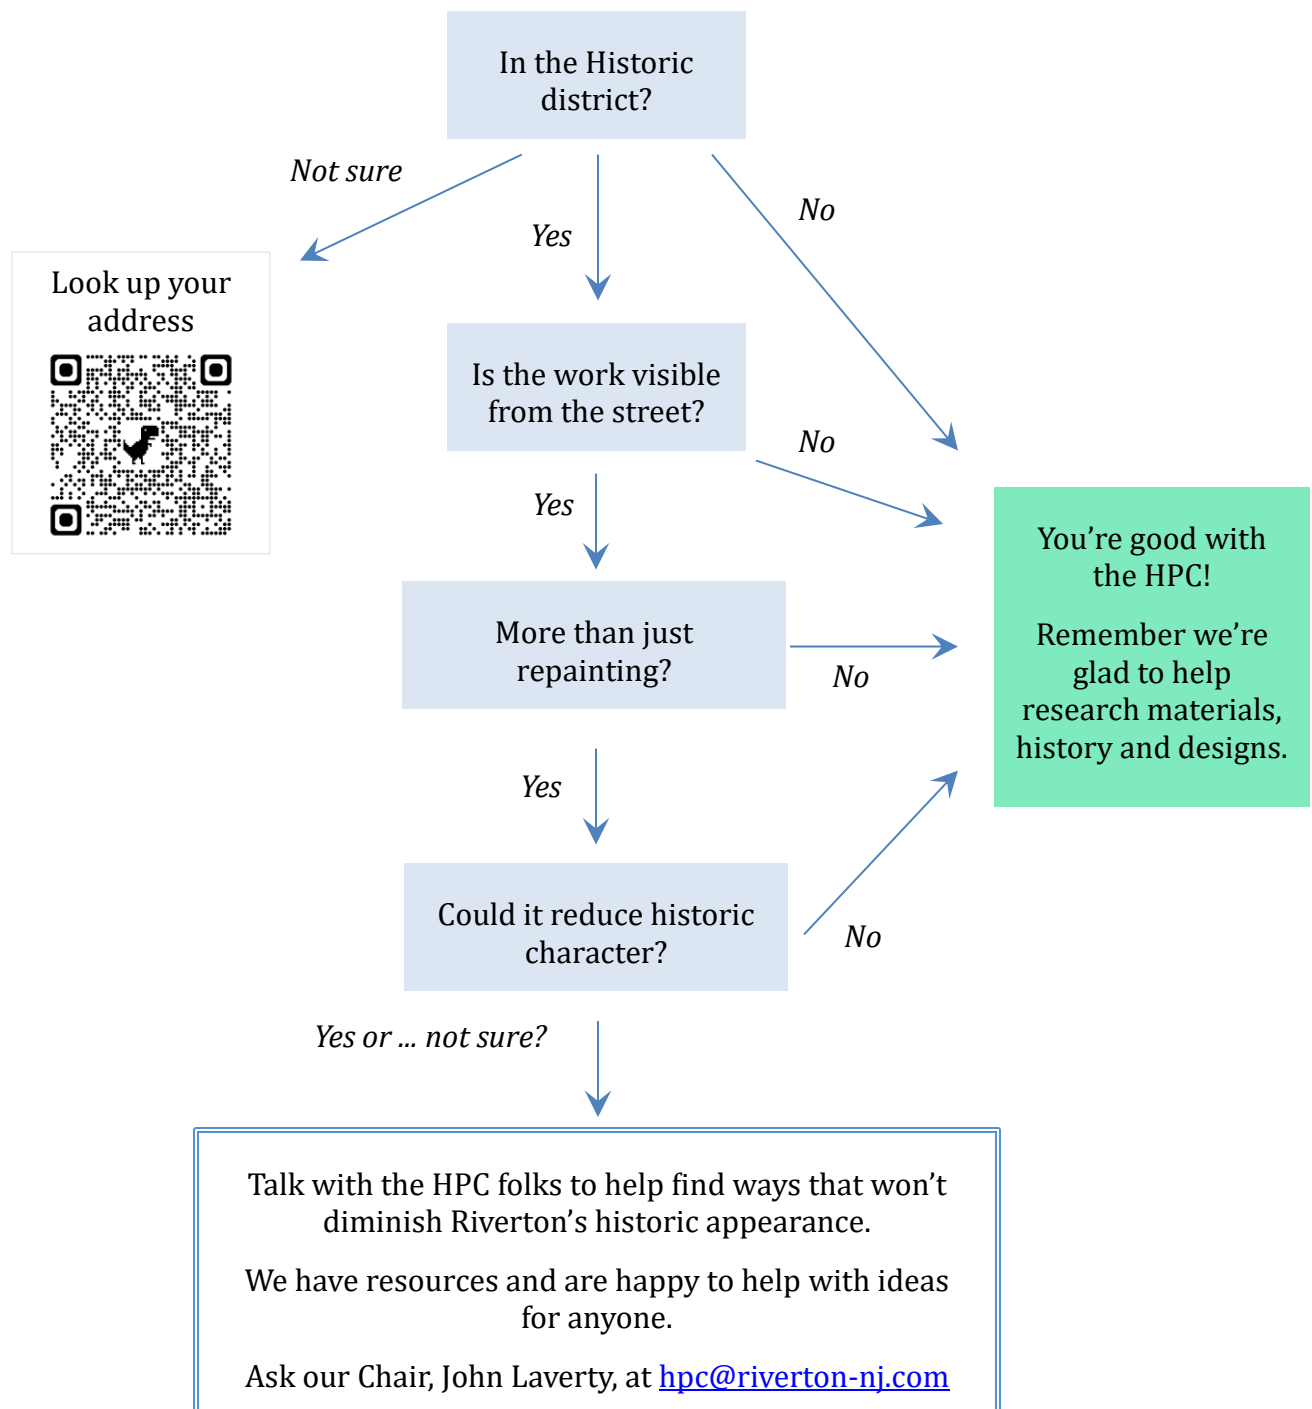 In the Historic
district?
Not sure
Yes
No
Look up your
address
Is the work visible
from the street?
No
Yes
You’re good with
the HPC!
Remember we’re
glad to help
research materials,
history and designs.
More than just
repainting?
No
Yes
Could it reduce historic
character?
No
Yes or ... not sure?
Talk with the HPC folks to help find ways that won’t
diminish Riverton’s historic appearance.
We have resources and are happy to help with ideas
for anyone.
Ask our Chair, John Laverty, at hpc@riverton-nj.com